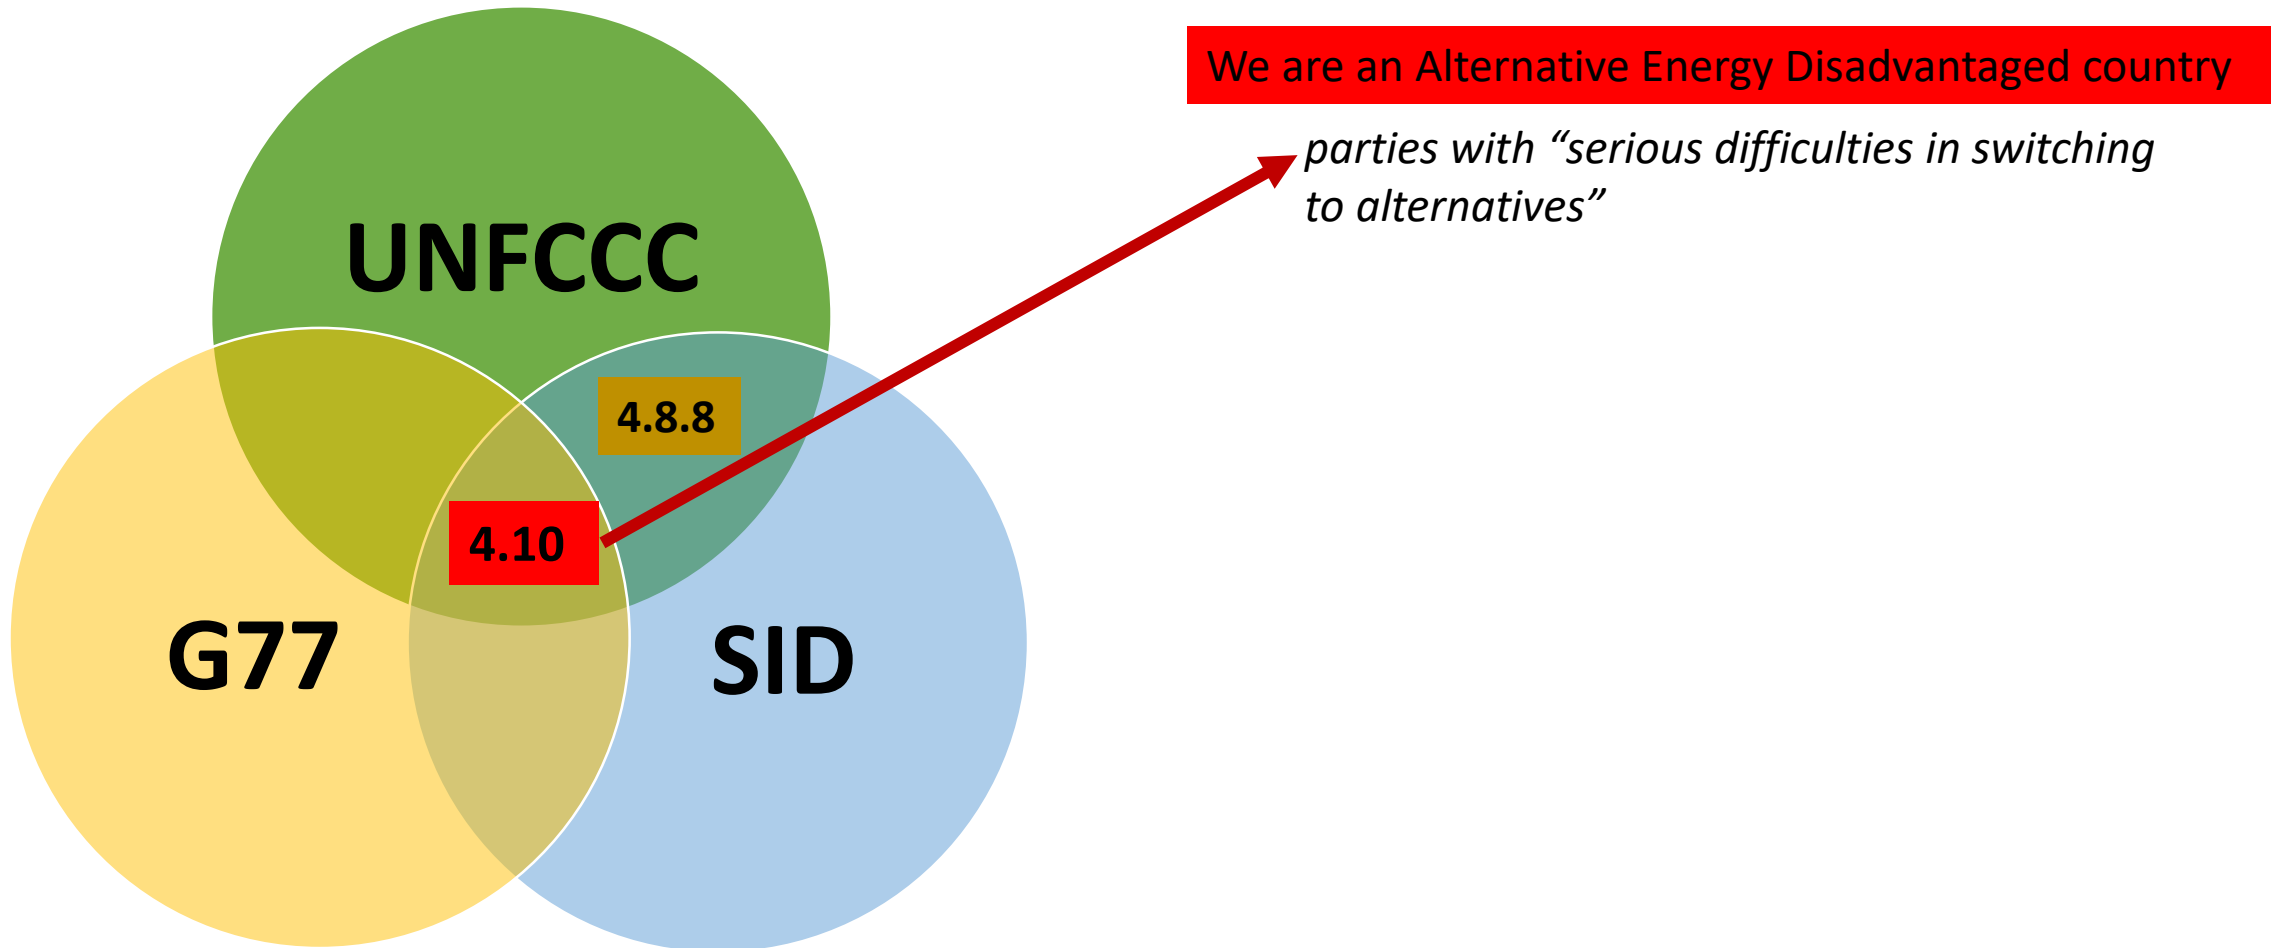 We are an Alternative Energy Disadvantaged country
parties with “serious difficulties in switching
to alternatives”
UNFCCC
4.8.8
4.10
G77
SID